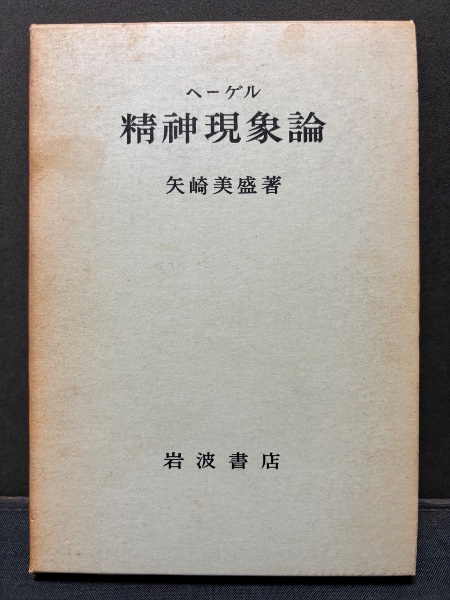 ヘーゲル
精神現象論
矢崎美盛著
岩波書店